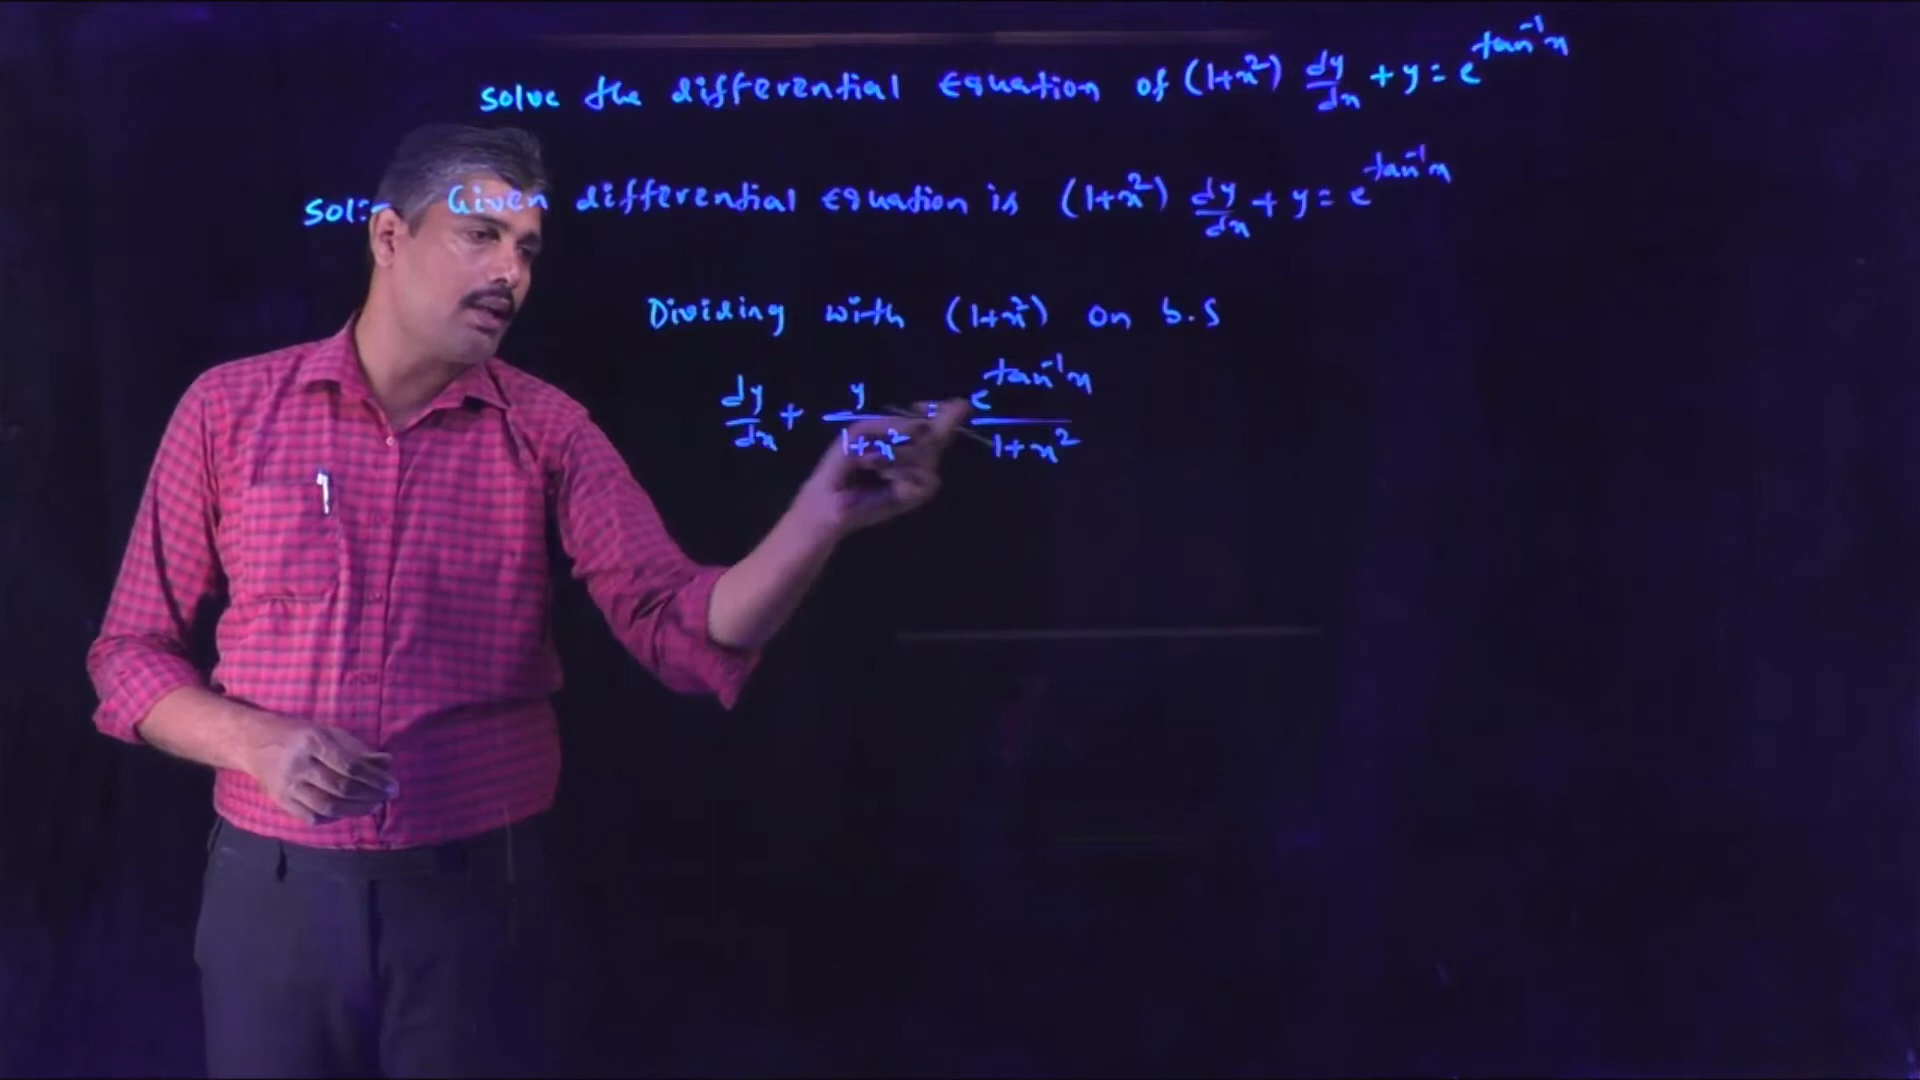 Solve the differential Equation of (1+x²) dy/dx + y = e^tan⁻¹x
Sol:- Given differential Equation is (1+x²) dy/dx + y = e^tan⁻¹x
Dividing with (1+x²) on b.s
dy/dx + y/1+x² = e^tan⁻¹x/1+x²